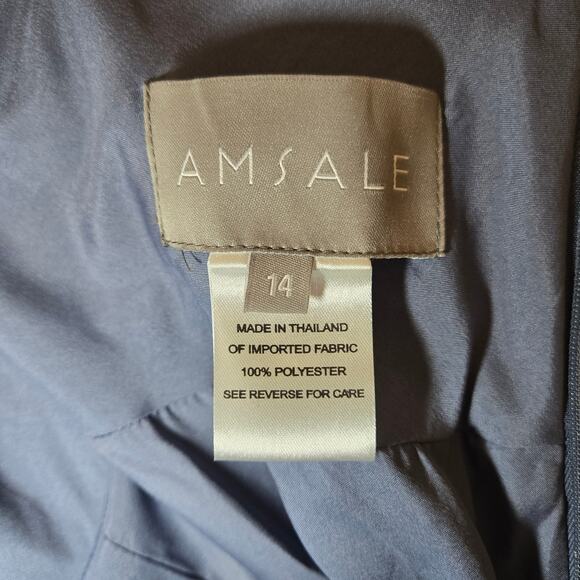 AMSALE
14
MADE IN THAILAND
OF IMPORTED FABRIC
100% POLYESTER
SEE REVERSE FOR CARE